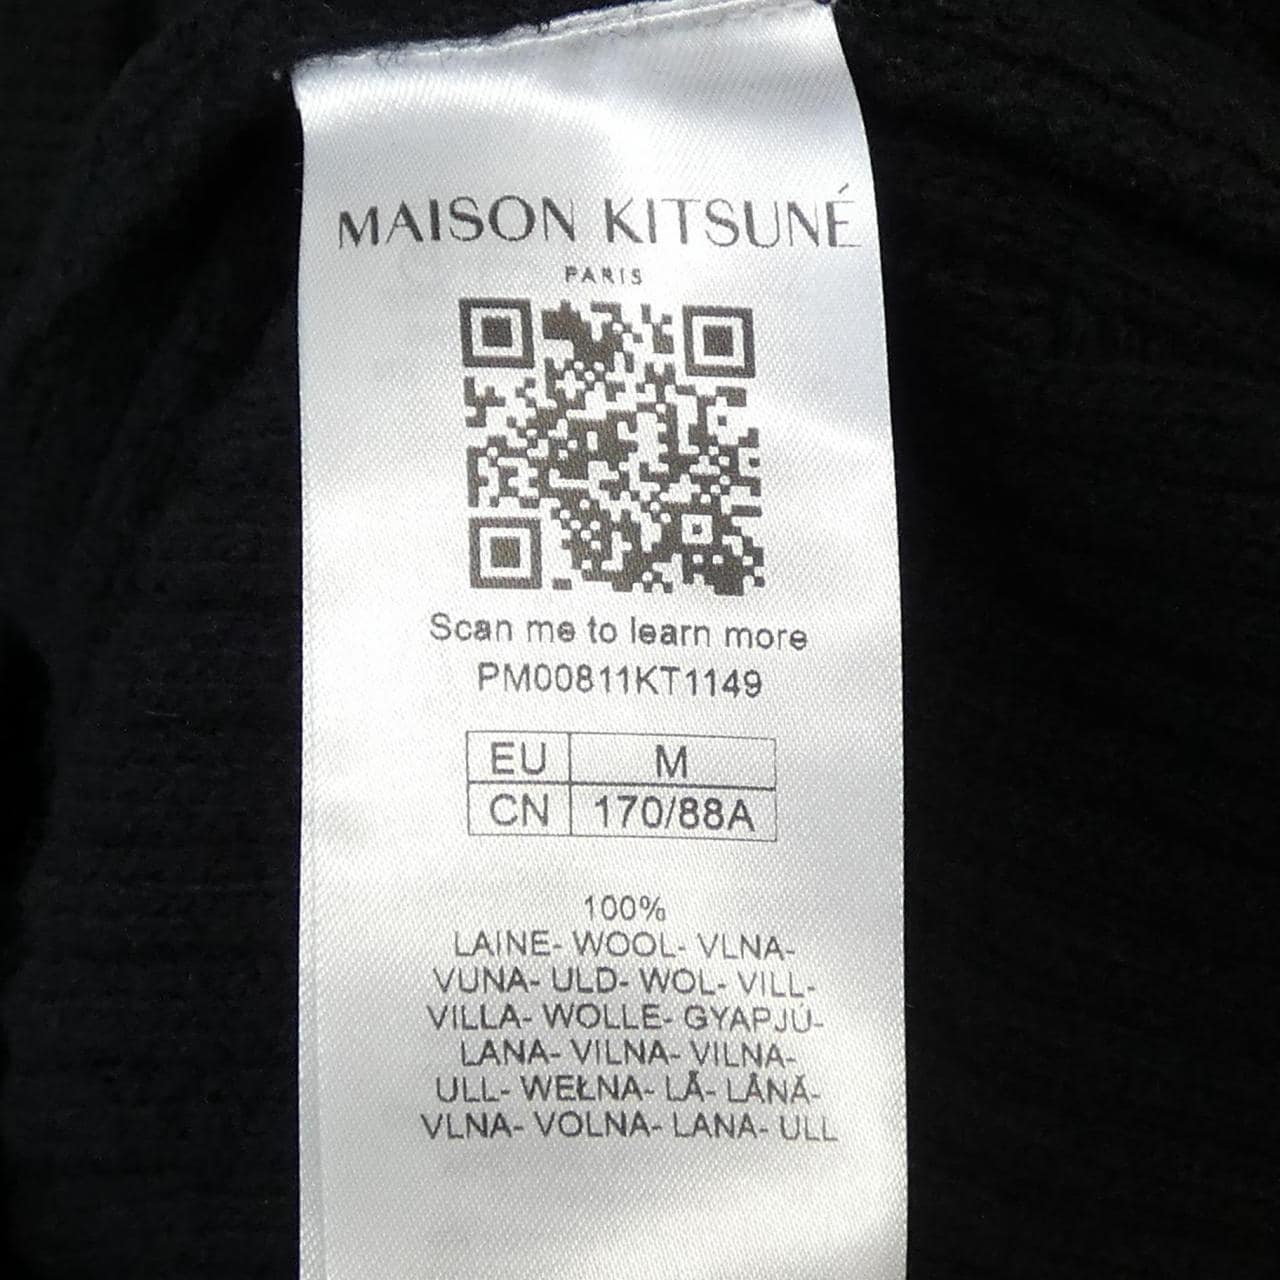 MAISON KITSUNÉ
PARIS
Scan me to learn more
PM00811KT1149
EU M
CN 170/88A
100%
LAINE- WOOL- VLNA-
VUNA- ULD- WOL- VILL-
VILLA- WOLLE- GYAPJÚ-
LANA- VILNA- VILNA-
ULL- WEŁNA- LÃ- LÂNĂ-
VLNA- VOLNA- LANA- ULL